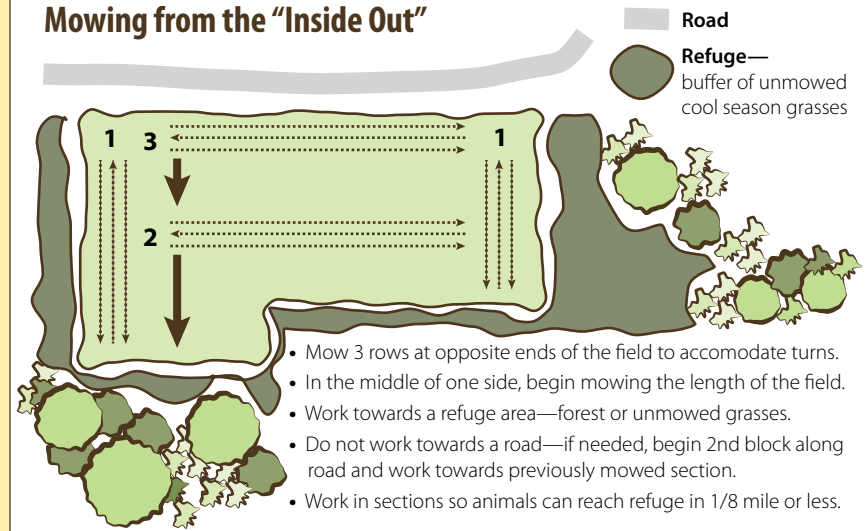 Mowing from the “Inside Out”
Road
Refuge—
buffer of unmowed
cool season grasses
1 3 1
2
• Mow 3 rows at opposite ends of the field to accomodate turns.
• In the middle of one side, begin mowing the length of the field.
• Work towards a refuge area—forest or unmowed grasses.
• Do not work towards a road—if needed, begin 2nd block along
road and work towards previously mowed section.
• Work in sections so animals can reach refuge in 1/8 mile or less.